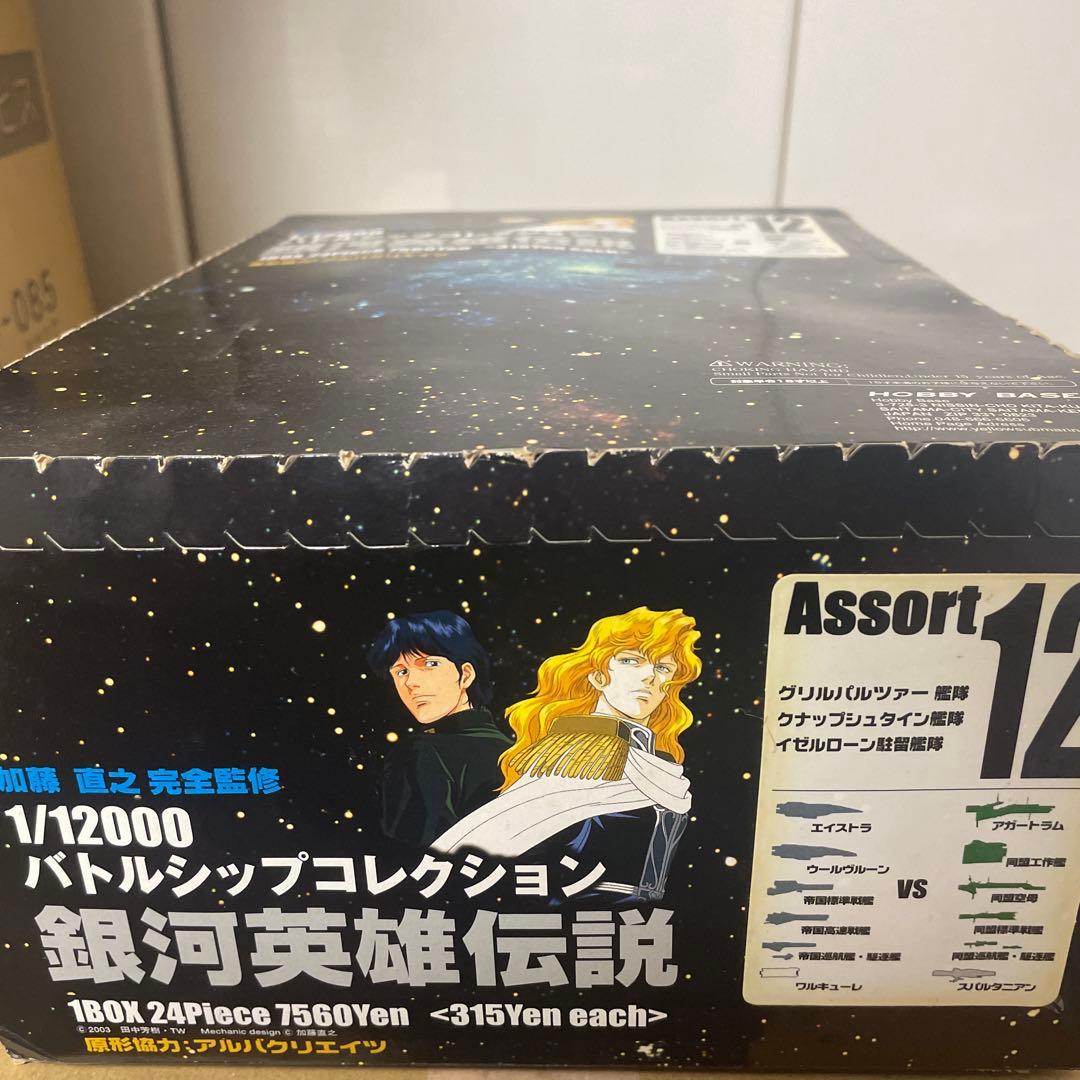 -085
Assort 12
⚠WARNING
CHOKING HAZARD
HOBBY BASE
Home Page Adress
Assort 12
グリルパルツァー 艦隊
クナップシュタイン艦隊
イゼルローン駐留艦隊
エイストラ
アガートラム
ウールヴルーン
同盟工作艦
VS
帝国標準戦艦
同盟空母
帝国高速戦艦
同盟標準戦艦
帝国巡航艦・駆逐艦
同盟巡航艦・駆逐艦
ワルキューレ
スパルタニアン
加藤 直之 完全監修
1/12000
バトルシップコレクション
銀河英雄伝説
1BOX 24Piece 7560Yen <315Yen each>
© 2003 田中芳樹・TW Mechanic design © 加藤直之
原形協力:アルパクリエイツ